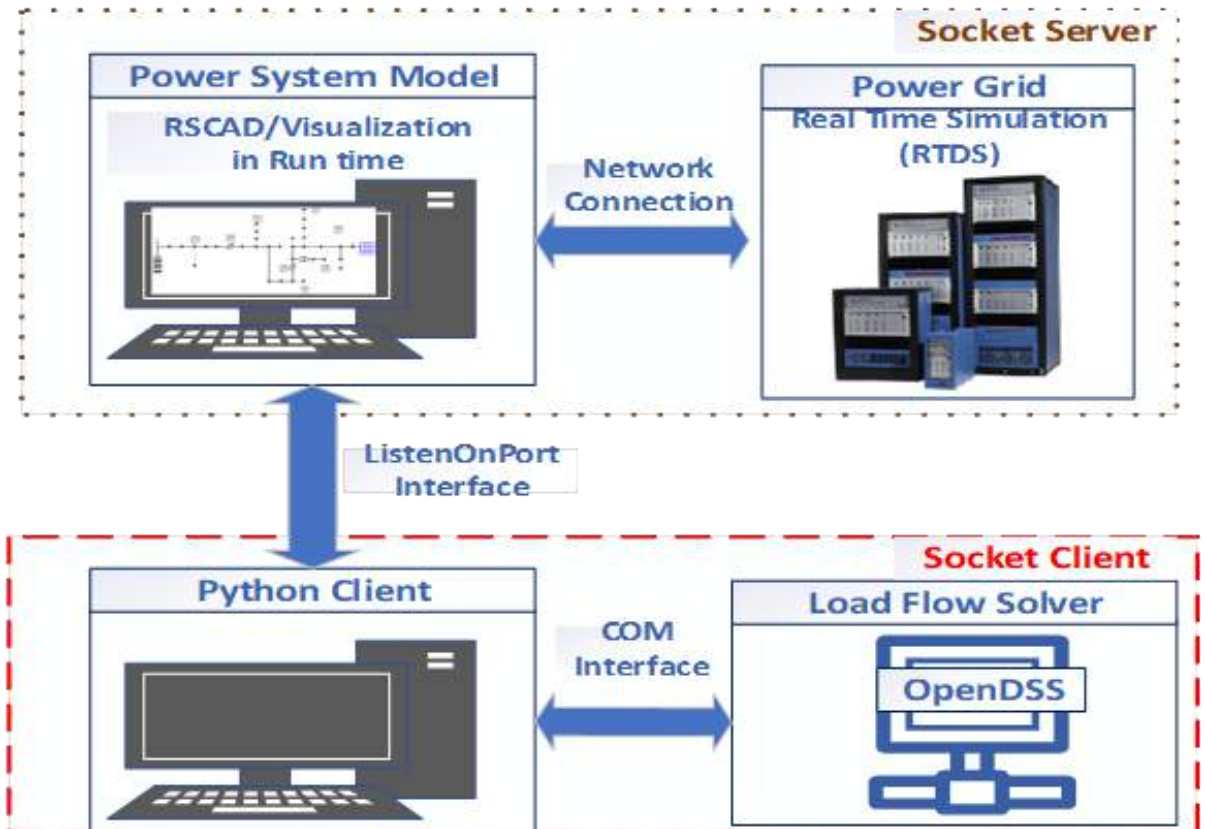 Socket Server
Power System Model
RSCAD/Visualization
in Run time
Network
Connection
Power Grid
Real Time Simulation
(RTDS)
ListenOnPort
Interface
Socket Client
Python Client
COM
Interface
Load Flow Solver
OpenDSS